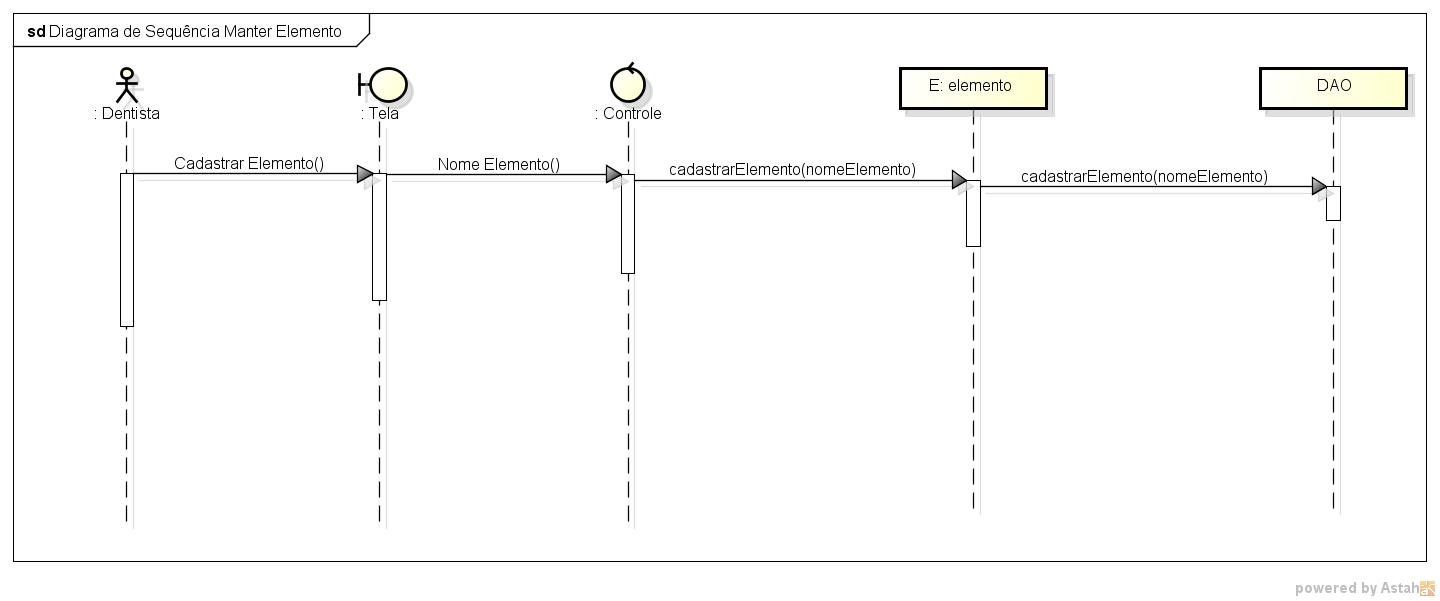 sd Diagrama de Sequência Manter Elemento
: Dentista
: Tela
: Controle
E: elemento
DAO
Cadastrar Elemento()
Nome Elemento()
cadastrarElemento(nomeElemento)
cadastrarElemento(nomeElemento)
powered by Astah